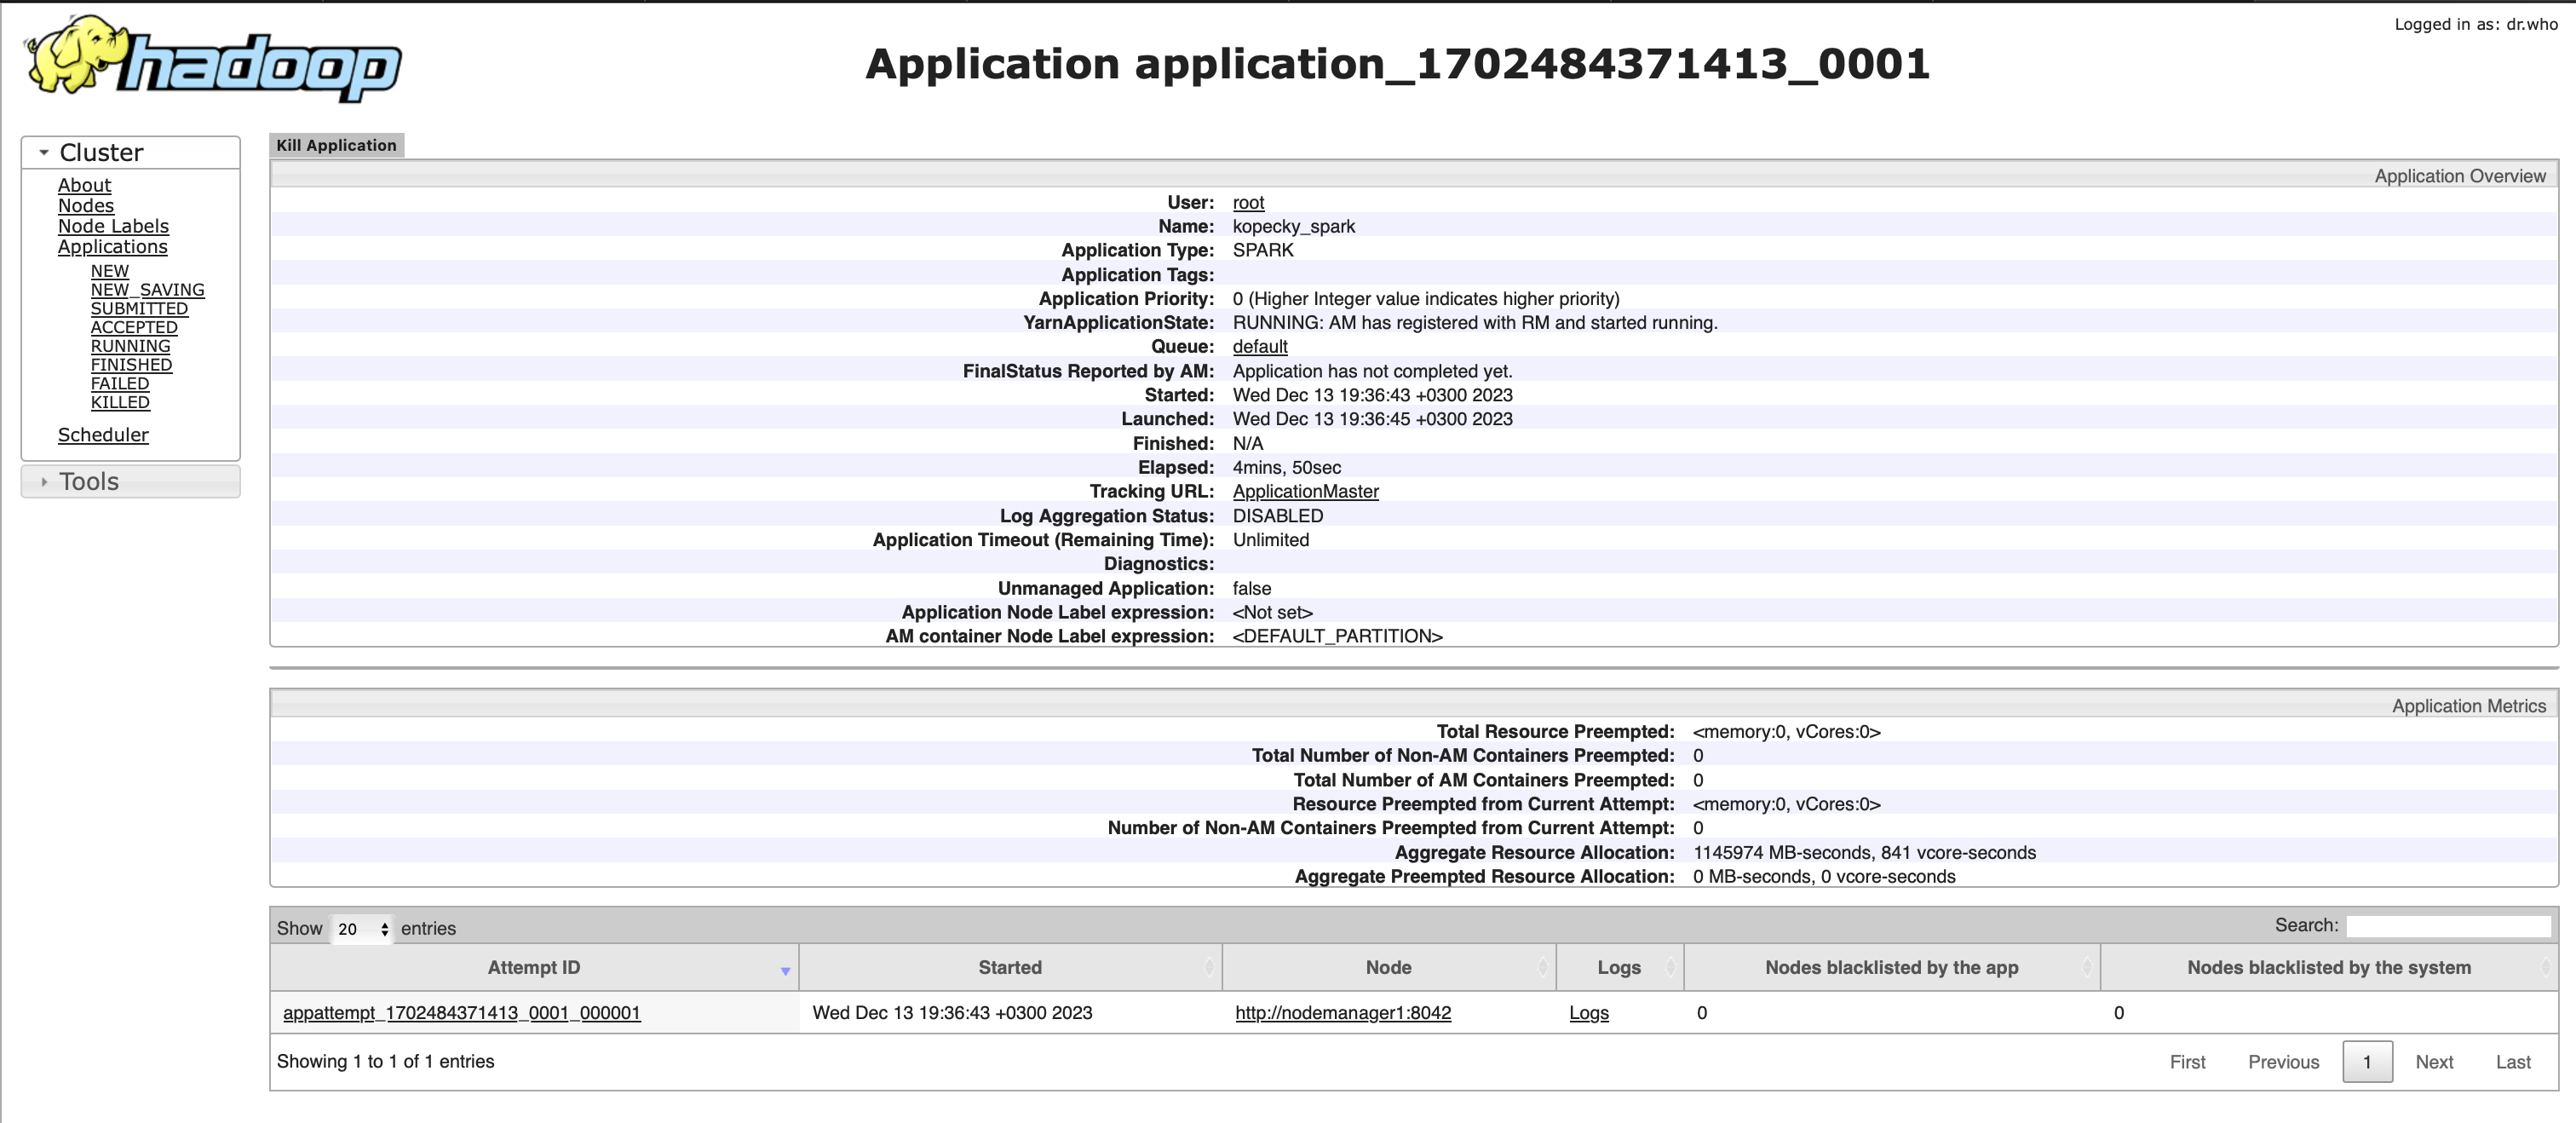 Logged in as: dr.who
hadoop
Application application_1702484371413_0001
Cluster
About
Nodes
Node Labels
Applications
NEW
NEW_SAVING
SUBMITTED
ACCEPTED
RUNNING
FINISHED
FAILED
KILLED
Scheduler
Tools
Kill Application
Application Overview
User: root
Name: kopecky_spark
Application Type: SPARK
Application Tags:
Application Priority: 0 (Higher Integer value indicates higher priority)
YarnApplicationState: RUNNING: AM has registered with RM and started running.
Queue: default
FinalStatus Reported by AM: Application has not completed yet.
Started: Wed Dec 13 19:36:43 +0300 2023
Launched: Wed Dec 13 19:36:45 +0300 2023
Finished: N/A
Elapsed: 4mins, 50sec
Tracking URL: ApplicationMaster
Log Aggregation Status: DISABLED
Application Timeout (Remaining Time): Unlimited
Diagnostics:
Unmanaged Application: false
Application Node Label expression: <Not set>
AM container Node Label expression: <DEFAULT_PARTITION>
Application Metrics
Total Resource Preempted: <memory:0, vCores:0>
Total Number of Non-AM Containers Preempted: 0
Total Number of AM Containers Preempted: 0
Resource Preempted from Current Attempt: <memory:0, vCores:0>
Number of Non-AM Containers Preempted from Current Attempt: 0
Aggregate Resource Allocation: 1145974 MB-seconds, 841 vcore-seconds
Aggregate Preempted Resource Allocation: 0 MB-seconds, 0 vcore-seconds
Show 20 entries Search:
Attempt ID Started Node Logs Nodes blacklisted by the app Nodes blacklisted by the system
appattempt_1702484371413_0001_000001 Wed Dec 13 19:36:43 +0300 2023 http://nodemanager1:8042 Logs 0 0
Showing 1 to 1 of 1 entries First Previous 1 Next Last